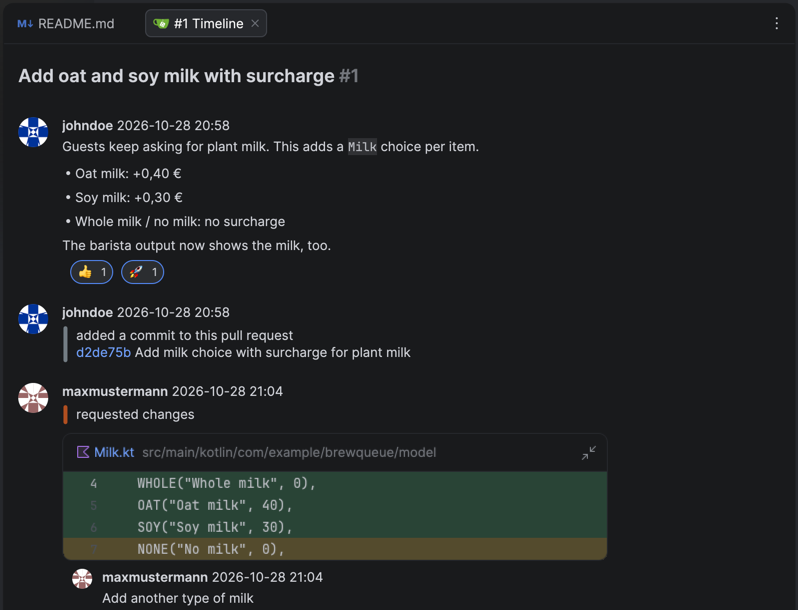 M↓ README.md #1 Timeline
Add oat and soy milk with surcharge #1
johndoe 2026-10-28 20:58
Guests keep asking for plant milk. This adds a Milk choice per item.
• Oat milk: +0,40 €
• Soy milk: +0,30 €
• Whole milk / no milk: no surcharge
The barista output now shows the milk, too.
👍 1 🚀 1
johndoe 2026-10-28 20:58
added a commit to this pull request
d2de75b Add milk choice with surcharge for plant milk
maxmustermann 2026-10-28 21:04
requested changes
Milk.kt src/main/kotlin/com/example/brewqueue/model
4 WHOLE("Whole milk", 0),
5 OAT("Oat milk", 40),
6 SOY("Soy milk", 30),
7 NONE("No milk", 0),
maxmustermann 2026-10-28 21:04
Add another type of milk